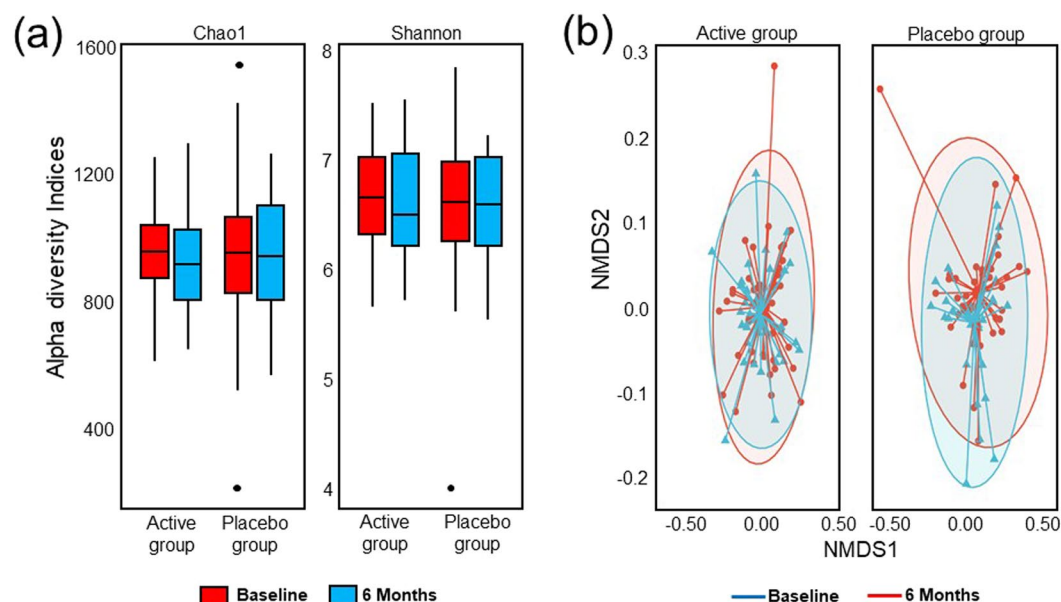 (a)
Chao1
Shannon
Alpha diversity Indices
1600
1200
800
400
8
7
6
5
4
Active group
Placebo group
Active group
Placebo group
Baseline
6 Months
(b)
Active group
Placebo group
NMDS2
0.3
0.2
0.1
0.0
-0.1
-0.2
-0.50 0.00 0.50
-0.50 0.00 0.50
NMDS1
Baseline
6 Months